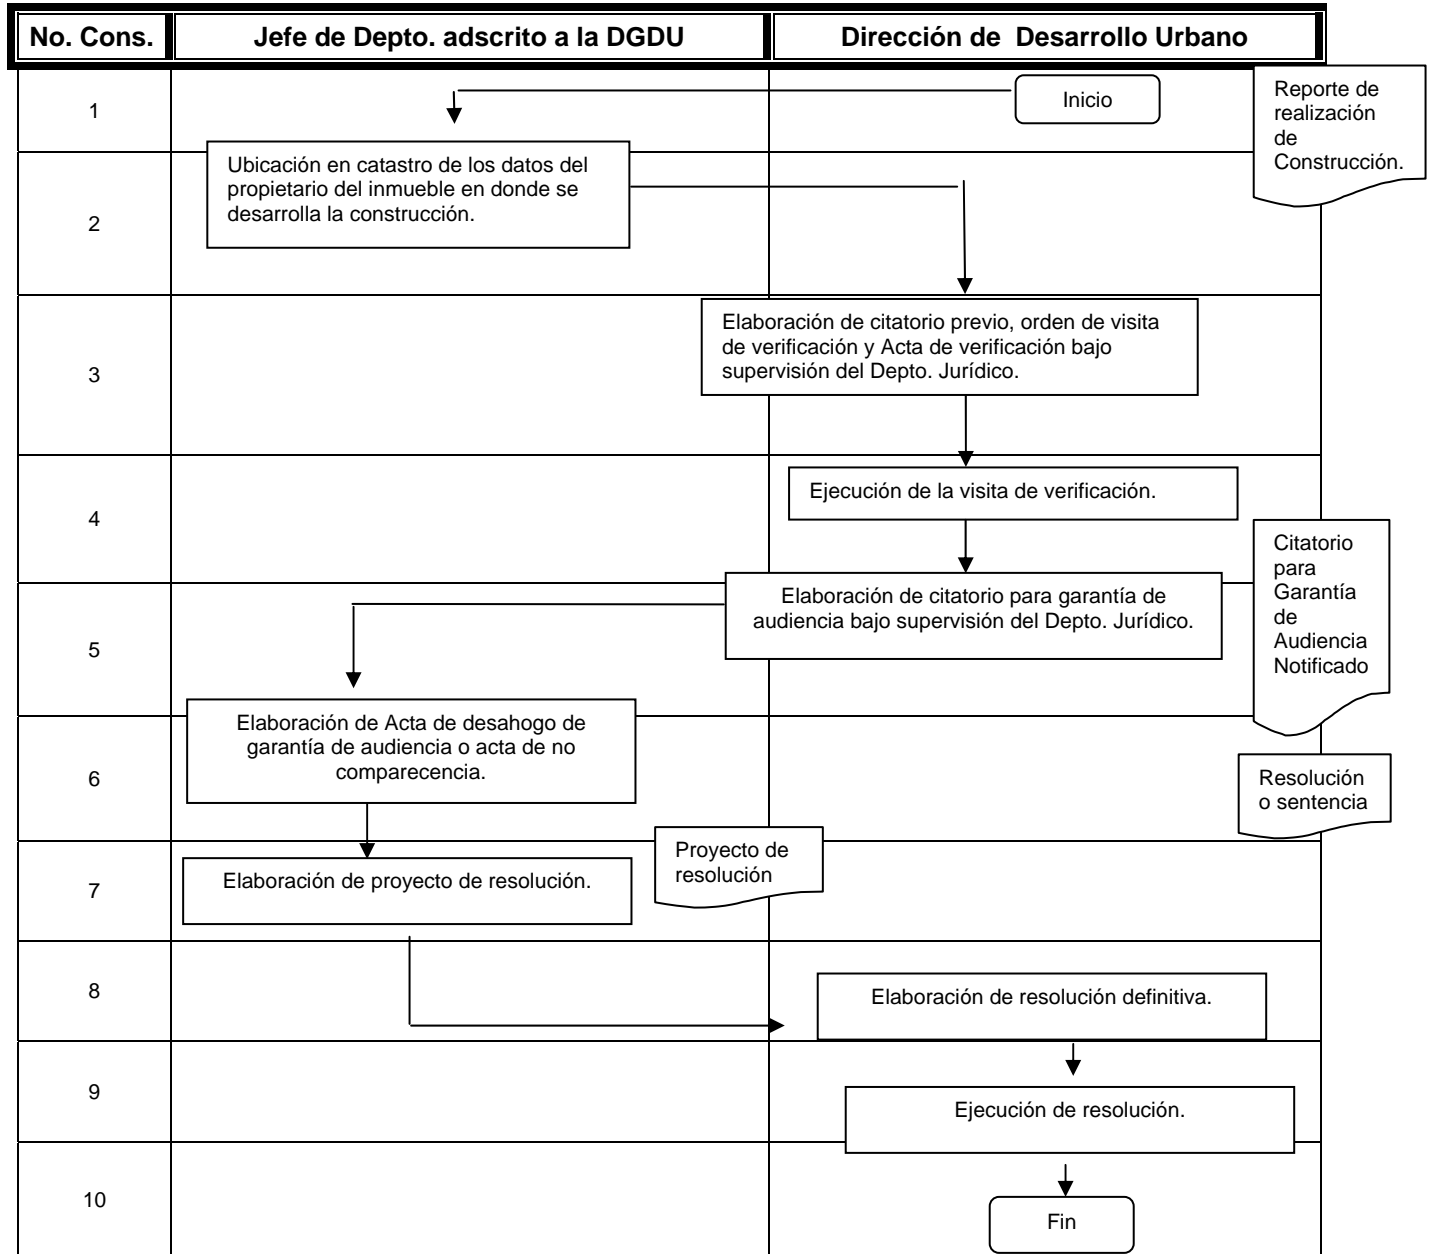 No. Cons. Jefe de Depto. adscrito a la DGDU Dirección de Desarrollo Urbano
1
Inicio
Reporte de
realización
de
Construcción.
2
Ubicación en catastro de los datos del
propietario del inmueble en donde se
desarrolla la construcción.
3
Elaboración de citatorio previo, orden de visita
de verificación y Acta de verificación bajo
supervisión del Depto. Jurídico.
4
Ejecución de la visita de verificación.
Citatorio
para
Garantía
de
Audiencia
Notificado
5
Elaboración de citatorio para garantía de
audiencia bajo supervisión del Depto. Jurídico.
6
Elaboración de Acta de desahogo de
garantía de audiencia o acta de no
comparecencia.
Resolución
o sentencia
7
Elaboración de proyecto de resolución.
Proyecto de
resolución
8
Elaboración de resolución definitiva.
9
Ejecución de resolución.
10
Fin